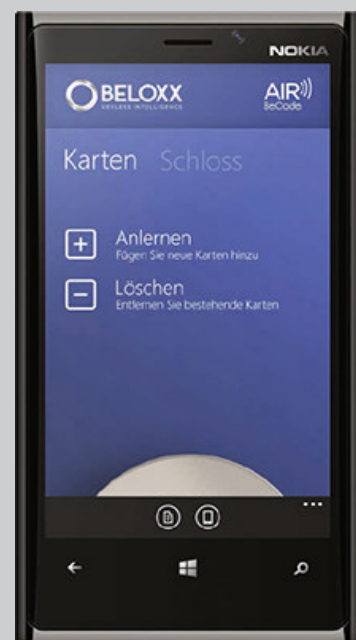 NOKIA
BELOXX
KEYLESS INTELLIGENCE
AIR
BeCode
Karten Schloss
Anlernen
Fügen Sie neue Karten hinzu
Löschen
Entfernen Sie bestehende Karten